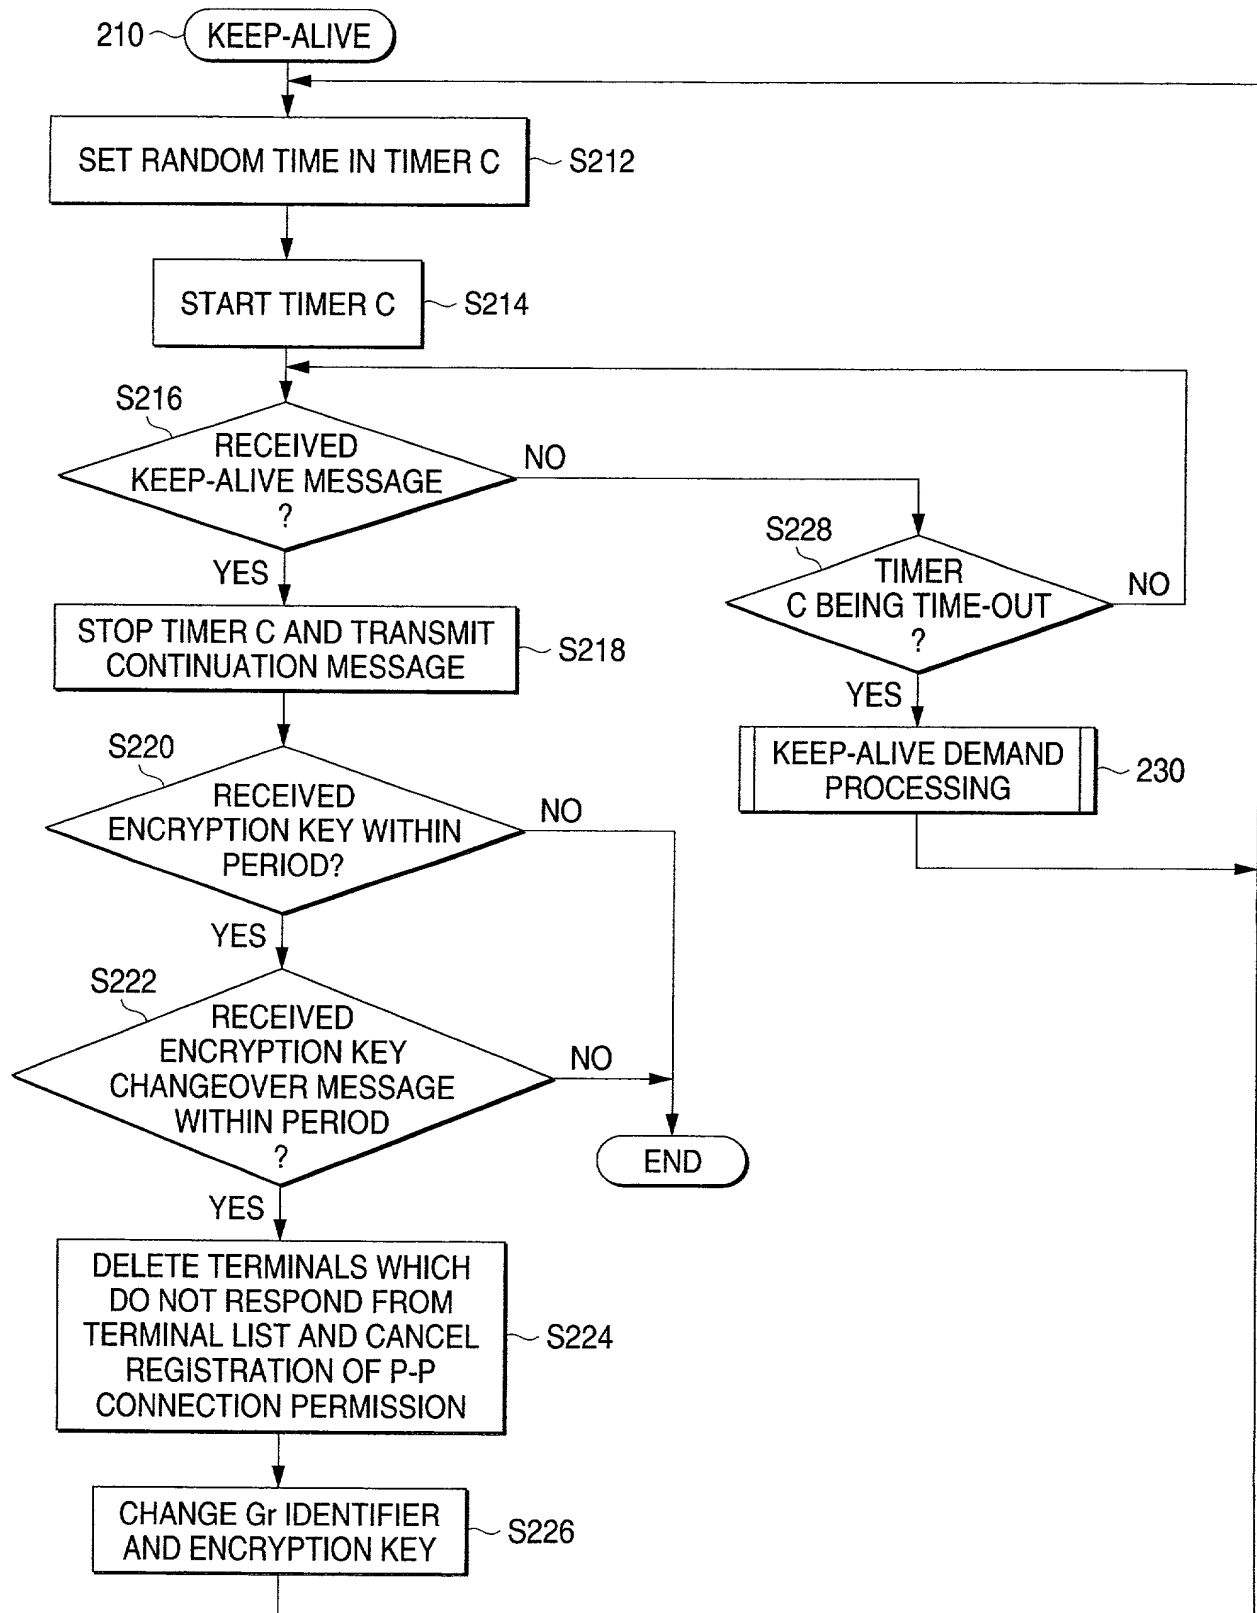 210
KEEP-ALIVE
SET RANDOM TIME IN TIMER C
S212
START TIMER C
S214
S216
RECEIVED
KEEP-ALIVE MESSAGE
?
NO
YES
S228
TIMER
C BEING TIME-OUT
?
NO
YES
STOP TIMER C AND TRANSMIT
CONTINUATION MESSAGE
S218
KEEP-ALIVE DEMAND
PROCESSING
230
S220
RECEIVED
ENCRYPTION KEY WITHIN
PERIOD?
NO
YES
S222
RECEIVED
ENCRYPTION KEY
CHANGEOVER MESSAGE
WITHIN PERIOD
?
NO
YES
END
DELETE TERMINALS WHICH
DO NOT RESPOND FROM
TERMINAL LIST AND CANCEL
REGISTRATION OF P-P
CONNECTION PERMISSION
S224
CHANGE Gr IDENTIFIER
AND ENCRYPTION KEY
S226